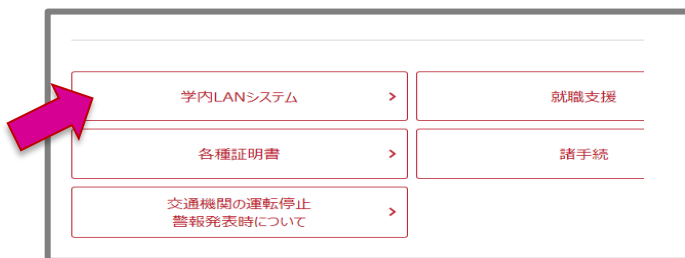 学内LANシステム >
就職支援
各種証明書 >
諸手続
交通機関の運転停止
警報発表時について >